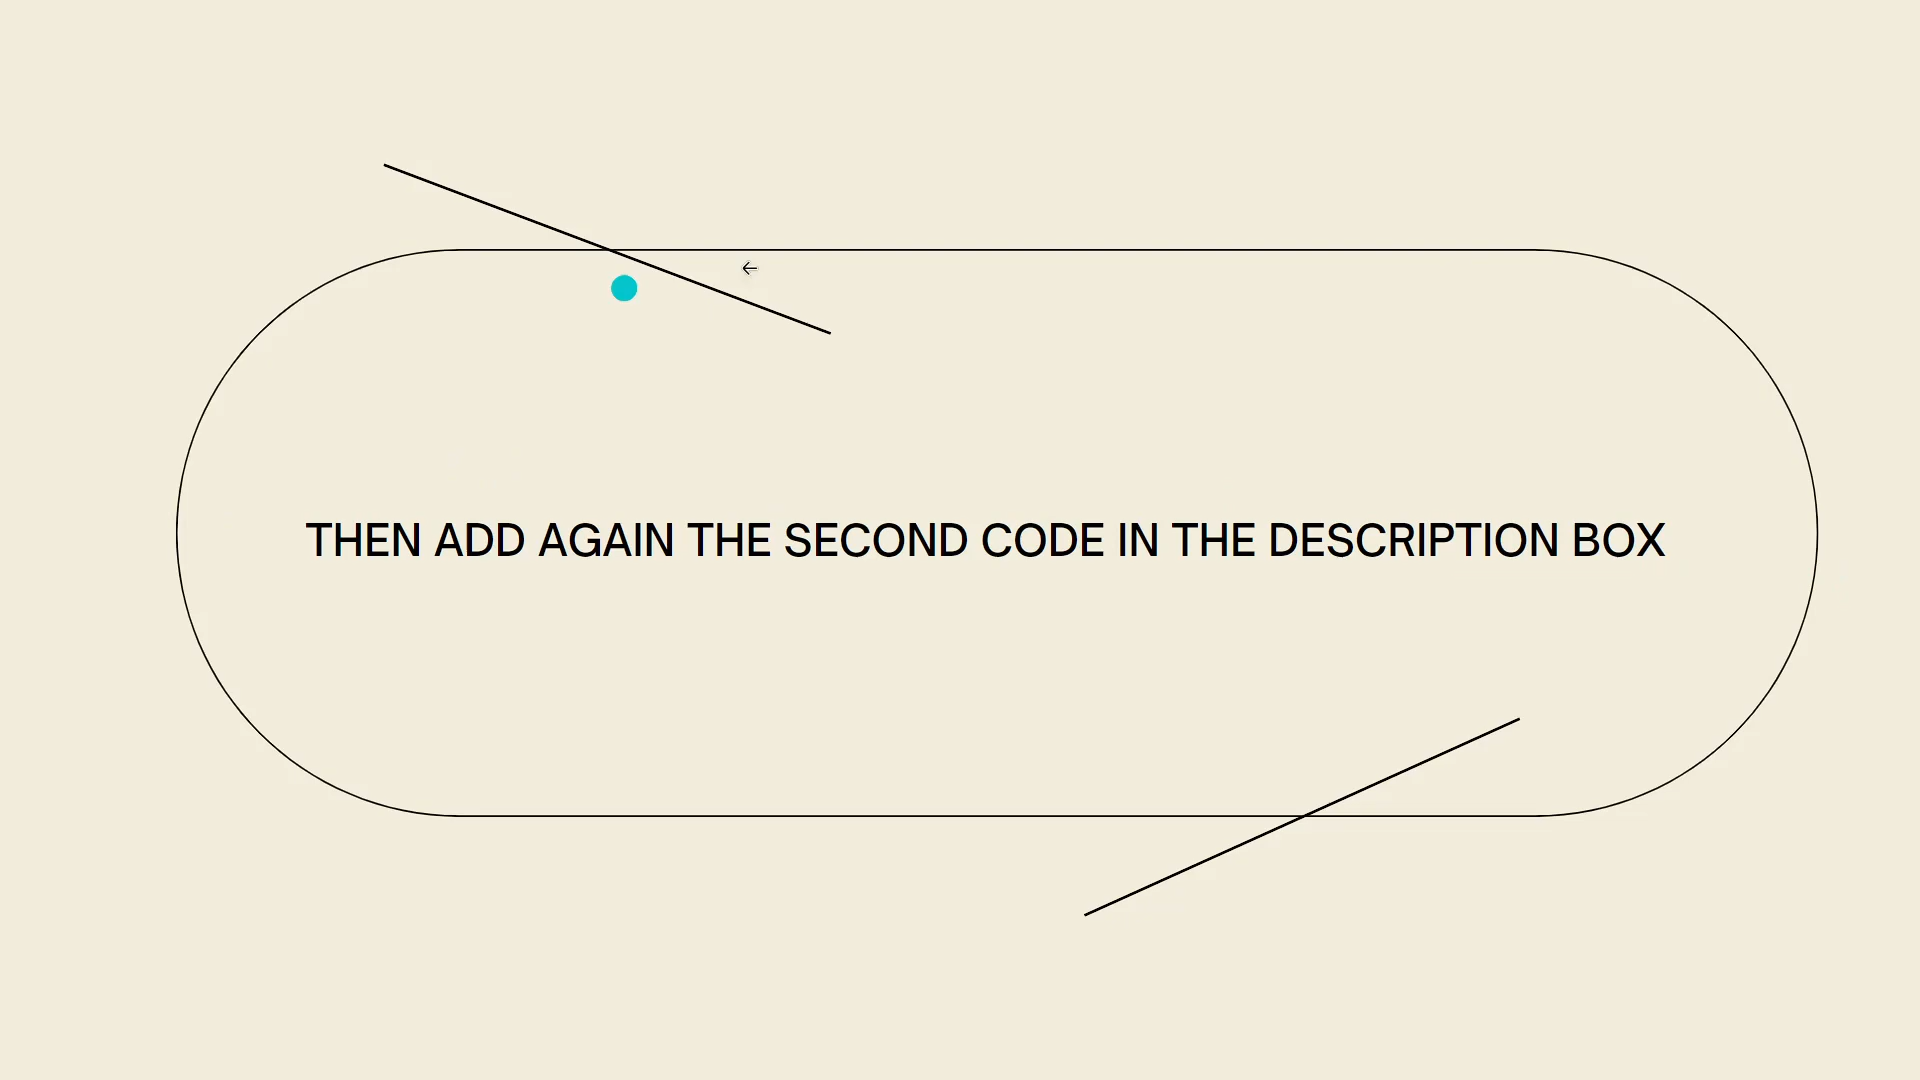 THEN ADD AGAIN THE SECOND CODE IN THE DESCRIPTION BOX